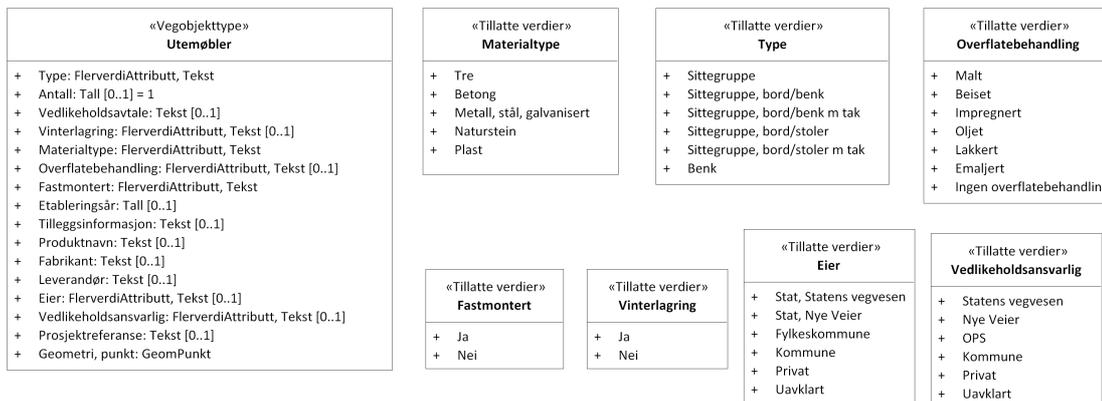 «Vegobjekttype»
Utemøbler
+ Type: FlerverdiAttributt, Tekst
+ Antall: Tall [0..1] = 1
+ Vedlikeholdsavtale: Tekst [0..1]
+ Vinterlagring: FlerverdiAttributt, Tekst [0..1]
+ Materialtype: FlerverdiAttributt, Tekst
+ Overflatebehandling: FlerverdiAttributt, Tekst [0..1]
+ Fastmontert: FlerverdiAttributt, Tekst
+ Etableringsår: Tall [0..1]
+ Tilleggsinformasjon: Tekst [0..1]
+ Produktnavn: Tekst [0..1]
+ Fabrikant: Tekst [0..1]
+ Leverandør: Tekst [0..1]
+ Eier: FlerverdiAttributt, Tekst [0..1]
+ Vedlikeholdsansvarlig: FlerverdiAttributt, Tekst [0..1]
+ Prosjektreferanse: Tekst [0..1]
+ Geometri, punkt: GeomPunkt
«Tillatte verdier»
Materialtype
+ Tre
+ Betong
+ Metall, stål, galvanisert
+ Naturstein
+ Plast
«Tillatte verdier»
Type
+ Sittegruppe
+ Sittegruppe, bord/benk
+ Sittegruppe, bord/benk m tak
+ Sittegruppe, bord/stoler
+ Sittegruppe, bord/stoler m tak
+ Benk
«Tillatte verdier»
Overflatebehandling
+ Malt
+ Beiset
+ Impregnert
+ Oljet
+ Lakkert
+ Emaljert
+ Ingen overflatebehandlin
«Tillatte verdier»
Fastmontert
+ Ja
+ Nei
«Tillatte verdier»
Vinterlagring
+ Ja
+ Nei
«Tillatte verdier»
Eier
+ Stat, Statens vegvesen
+ Stat, Nye Veier
+ Fylkeskommune
+ Kommune
+ Privat
+ Uavklart
«Tillatte verdier»
Vedlikeholdsansvarlig
+ Statens vegvesen
+ Nye Veier
+ OPS
+ Kommune
+ Privat
+ Uavklart